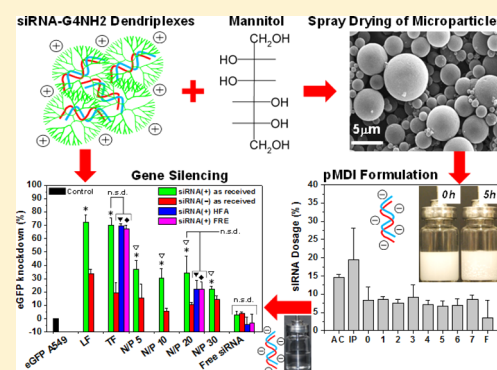 siRNA-G4NH2 Dendriplexes
Mannitol
Spray Drying of Microparticle
CH₂OH
HO
HO
OH
OH
CH₂OH
5μm
Gene Silencing
pMDI Formulation
eGFP knockdown (%)
100
90
80
70
60
50
40
30
20
10
0
-10
Control
siRNA(+) as received
siRNA(−) as received
siRNA(+) HFA
siRNA(+) FRE
n.s.d.
n.s.d.
n.s.d.
eGFP A549
LF
TF
N/P 5
N/P 10
N/P 20
N/P 30
Free siRNA
siRNA Dosage (%)
40
35
30
25
20
15
10
5
0
0h
5h
AC IP 0 1 2 3 4 5 6 7 F